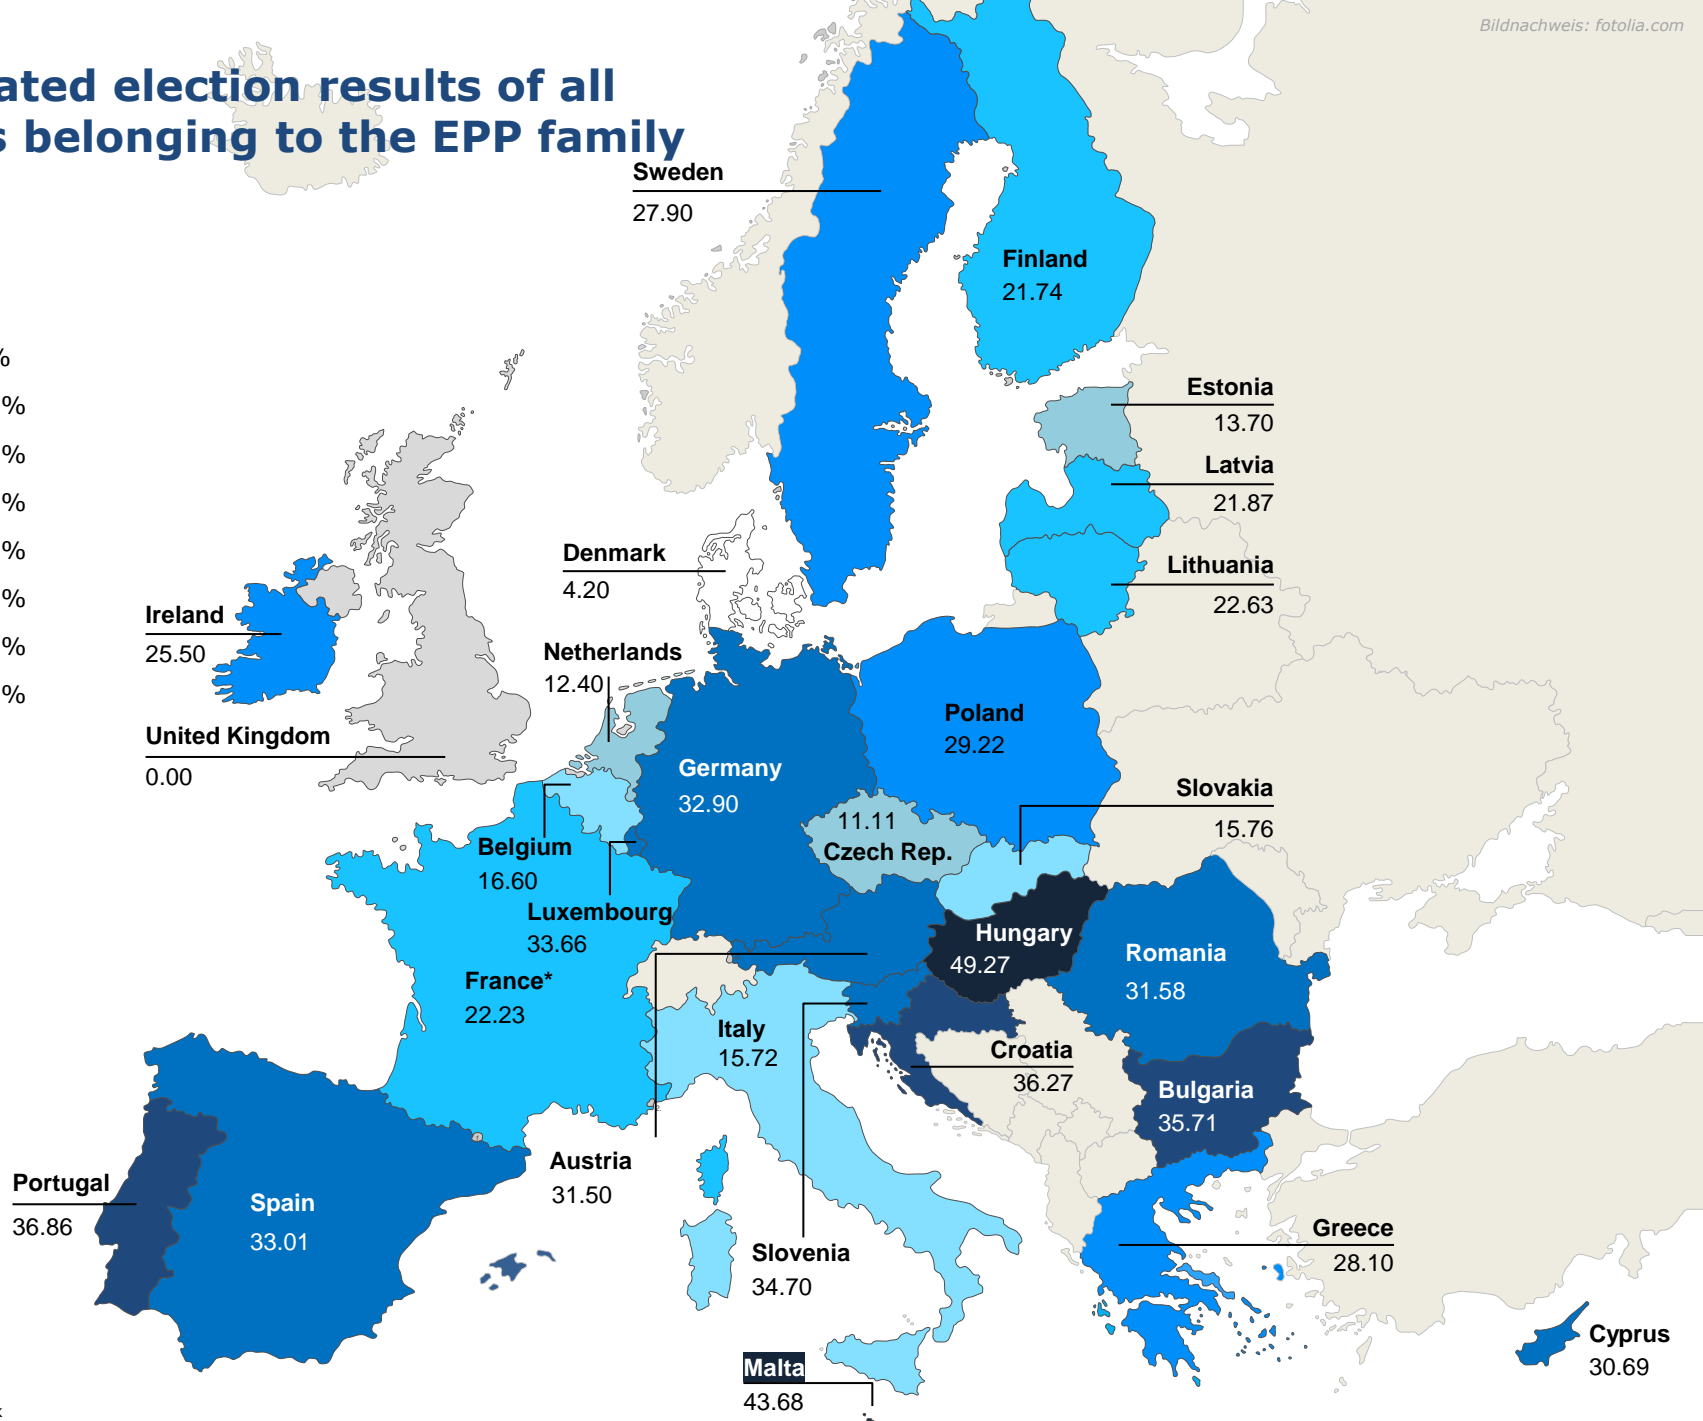 Bildnachweis: fotolia.com
ated election results of all
s belonging to the EPP family
Sweden
27.90
Finland
21.74
%
%
%
%
%
%
%
%
Estonia
13.70
Latvia
21.87
Lithuania
22.63
Denmark
4.20
Ireland
25.50
Netherlands
12.40
United Kingdom
0.00
Poland
29.22
Germany
32.90
Slovakia
15.76
11.11
Czech Rep.
Belgium
16.60
Luxembourg
33.66
Hungary
49.27
Romania
31.58
France*
22.23
Italy
15.72
Croatia
36.27
Bulgaria
35.71
Portugal
36.86
Spain
33.01
Austria
31.50
Slovenia
34.70
Greece
28.10
Cyprus
30.69
Malta
43.68